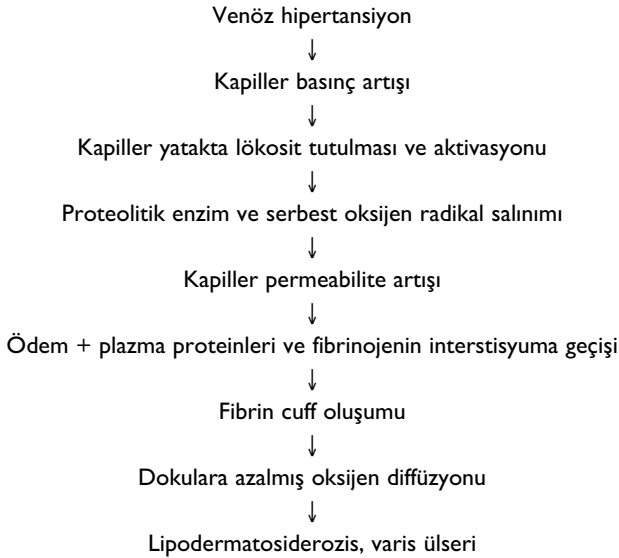 Venöz hipertansiyon
↓
Kapiller basınç artışı
↓
Kapiller yatakta lökosit tutulması ve aktivasyonu
↓
Proteolitik enzim ve serbest oksijen radikal salınımı
↓
Kapiller permeabilite artışı
↓
Ödem + plazma proteinleri ve fibrinojenin interstisyuma geçişi
↓
Fibrin cuff oluşumu
↓
Dokulara azalmış oksijen diffüzyonu
↓
Lipodermatosiderozis, varis ülseri